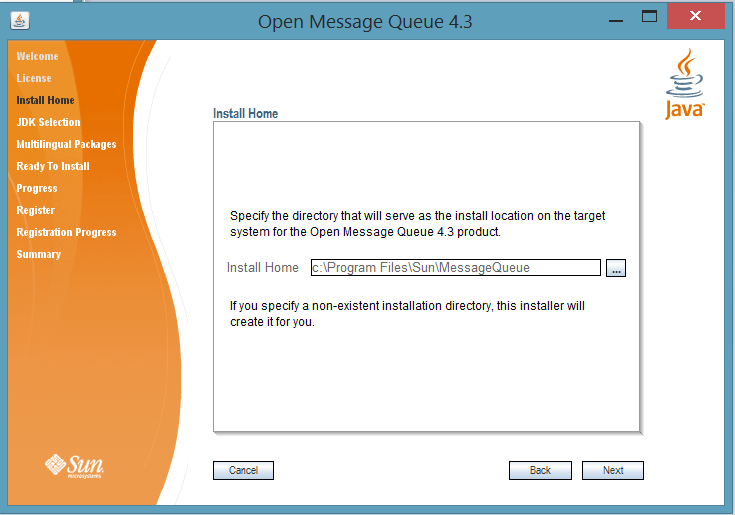 Open Message Queue 4.3
Welcome
License
Install Home
JDK Selection
Multilingual Packages
Ready To Install
Progress
Register
Registration Progress
Summary
Sun
microsystems
Java
Install Home
Specify the directory that will serve as the install location on the target
system for the Open Message Queue 4.3 product.
Install Home c:\Program Files\Sun\MessageQueue ...
If you specify a non-existent installation directory, this installer will
create it for you.
Cancel Back Next